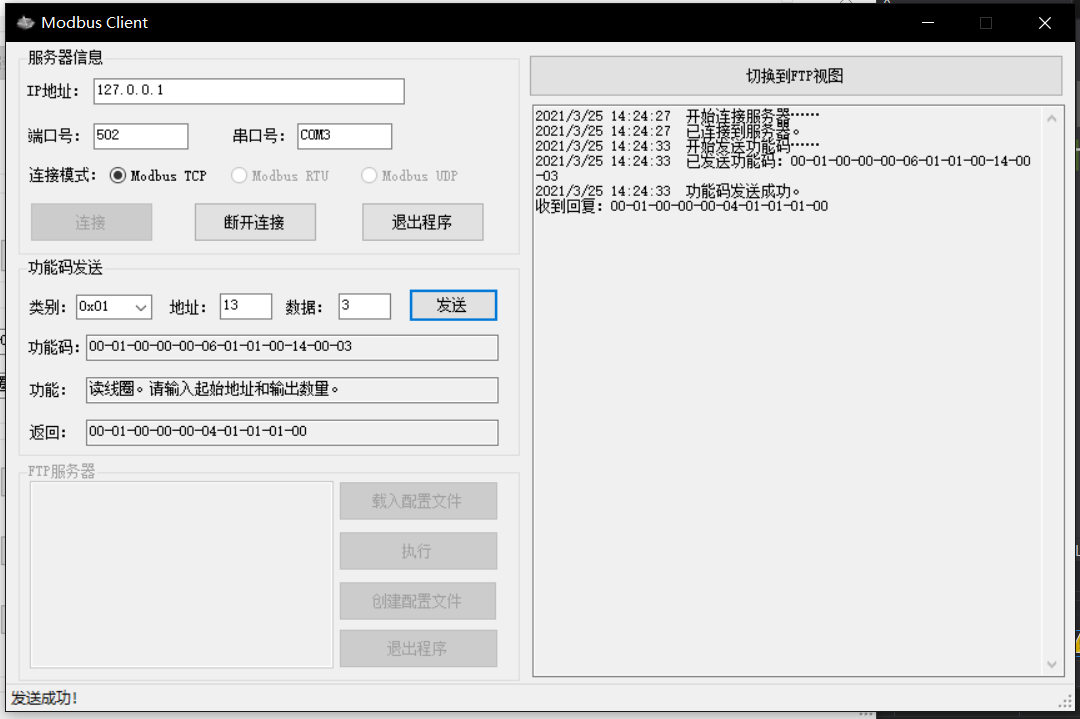 Modbus Client
服务器信息
IP地址: 127.0.0.1
端口号: 502 串口号: COM3
连接模式: Modbus TCP Modbus RTU Modbus UDP
连接 断开连接 退出程序
功能码发送
类别: 0x01 地址: 13 数据: 3 发送
功能码: 00-01-00-00-00-06-01-01-00-14-00-03
功能: 读线圈。请输入起始地址和输出数量。
返回: 00-01-00-00-00-04-01-01-01-00
FTP服务器
载入配置文件
执行
创建配置文件
退出程序
切换到FTP视图
2021/3/25 14:24:27 开始连接服务器……
2021/3/25 14:24:27 已连接到服务器。
2021/3/25 14:24:33 开始发送功能码……
2021/3/25 14:24:33 已发送功能码: 00-01-00-00-00-06-01-01-00-14-00
-03
2021/3/25 14:24:33 功能码发送成功。
收到回复: 00-01-00-00-00-04-01-01-01-00
发送成功!